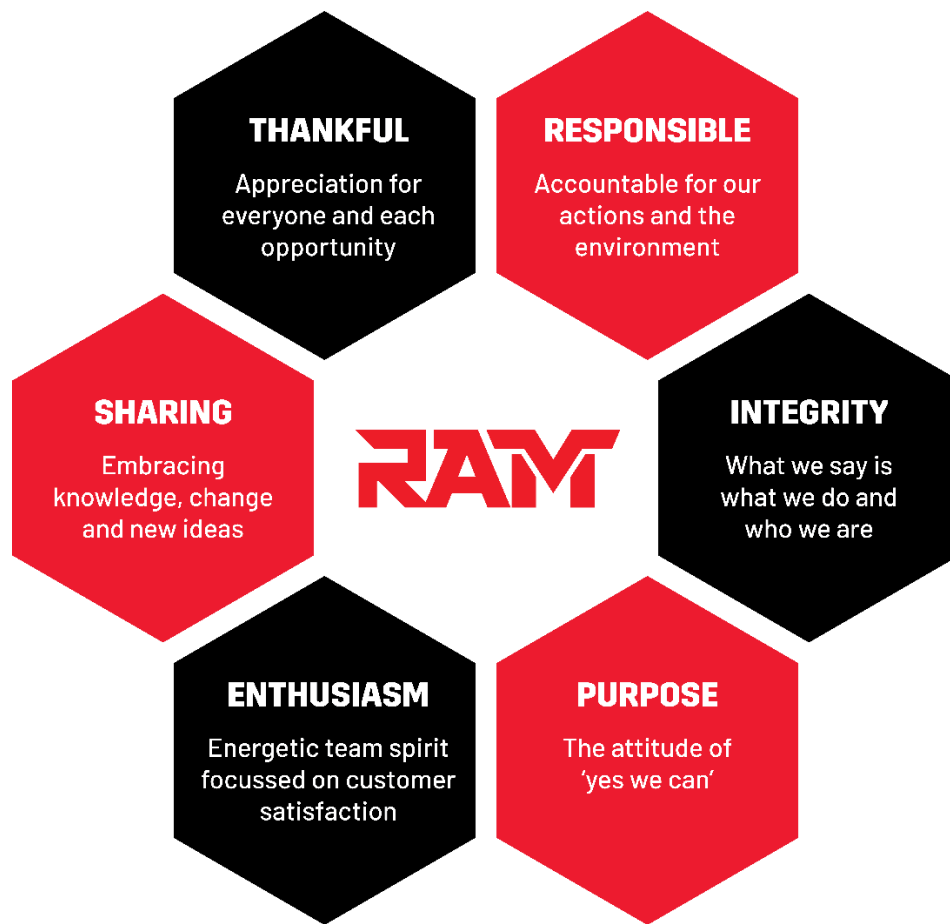 THANKFUL
Appreciation for
everyone and each
opportunity
RESPONSIBLE
Accountable for our
actions and the
environment
SHARING
Embracing
knowledge, change
and new ideas
RAM
INTEGRITY
What we say is
what we do and
who we are
ENTHUSIASM
Energetic team spirit
focussed on customer
satisfaction
PURPOSE
The attitude of
‘yes we can’